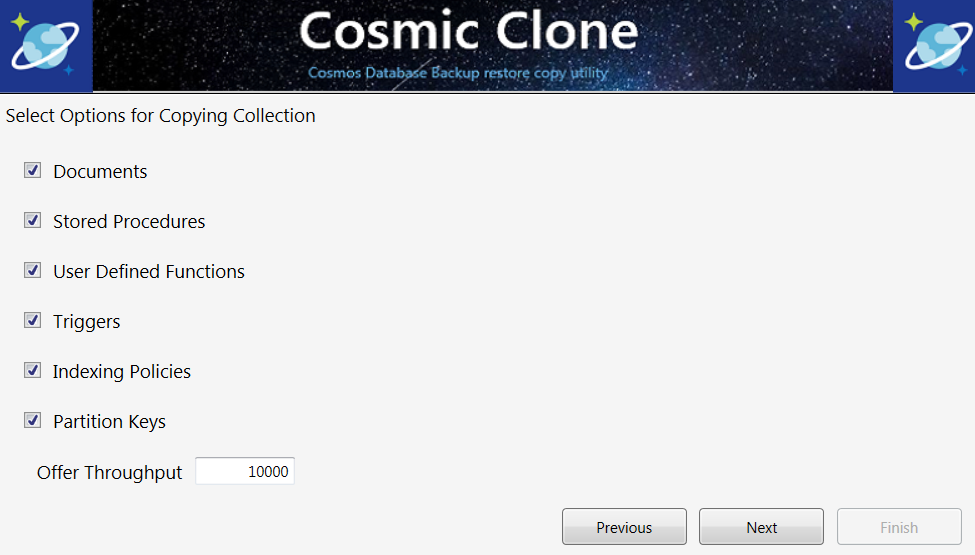 Cosmic Clone
Cosmos Database Backup restore copy utility
Select Options for Copying Collection
Documents
Stored Procedures
User Defined Functions
Triggers
Indexing Policies
Partition Keys
Offer Throughput 10000
Previous Next Finish